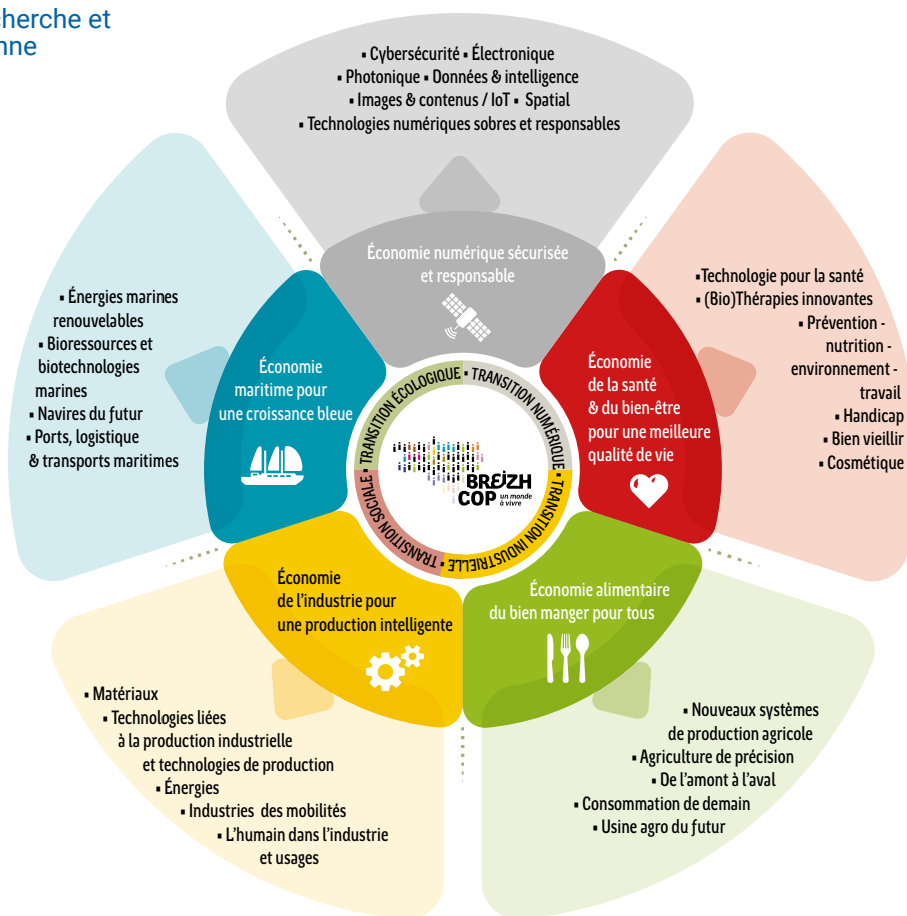 cherche et
nne
▪ Cybersécurité ▪ Électronique
▪ Photonique ▪ Données & intelligence
▪ Images & contenus / IoT ▪ Spatial
▪ Technologies numériques sobres et responsables
Économie numérique sécurisée
et responsable
▪ Énergies marines
renouvelables
▪ Bioressources et
biotechnologies
marines
▪ Navires du futur
▪ Ports, logistique
& transports maritimes
Économie
maritime pour
une croissance bleue
Économie
de la santé
& du bien-être
pour une meilleure
qualité de vie
▪Technologie pour la santé
▪ (Bio)Thérapies innovantes
▪ Prévention -
nutrition -
environnement -
travail
▪ Handicap
▪ Bien vieillir
▪ Cosmétique
TRANSITION ÉCOLOGIQUE ▪ TRANSITION NUMÉRIQUE ▪ TRANSITION INDUSTRIELLE ▪ TRANSITION SOCIALE ▪
BREIZH
COP un monde
à vivre
Économie
de l'industrie pour
une production intelligente
Économie alimentaire
du bien manger pour tous
▪ Matériaux
▪ Technologies liées
à la production industrielle
et technologies de production
▪ Énergies
▪ Industries des mobilités
▪ L'humain dans l'industrie
et usages
▪ Nouveaux systèmes
de production agricole
▪ Agriculture de précision
▪ De l'amont à l'aval
▪ Consommation de demain
▪ Usine agro du futur